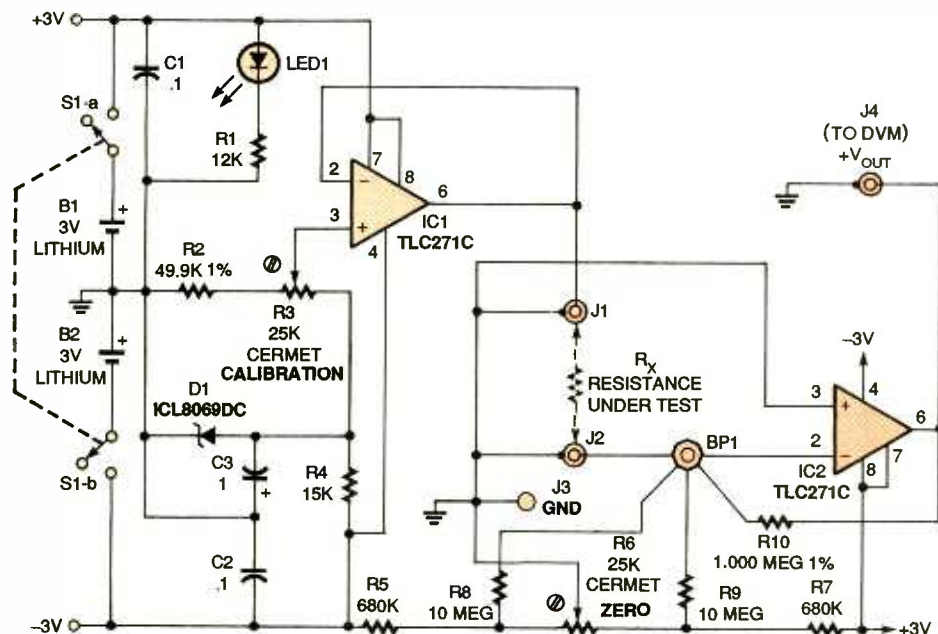 +3V
C1
.1
LED1
S1-a
R1
12K
7
8
2
3
4
6
IC1
TLC271C
J4
(TO DVM)
+VOUT
B1
3V
LITHIUM
+
R2
49.9K 1%
R3
25K
CERMET
CALIBRATION
J1
RX
RESISTANCE
UNDER TEST
B2
3V
LITHIUM
+
D1
ICL8069DC
–3V
4
3
2
6
8
7
IC2
TLC271C
J2
BP1
S1-b
C3
1
+
R4
15K
J3
GND
C2
.1
R6
25K
CERMET
ZERO
R10
1.000 MEG 1%
R5
680K
R8
10 MEG
R9
10 MEG
R7
680K
–3V
+3V